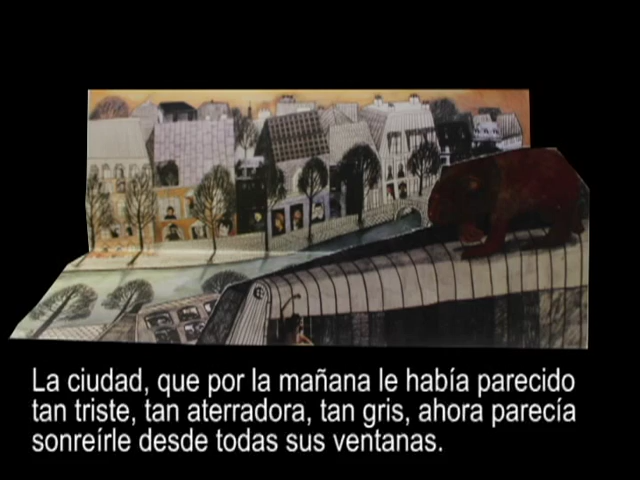 La ciudad, que por la mañana le había parecido
tan triste, tan aterradora, tan gris, ahora parecía
sonreírle desde todas sus ventanas.